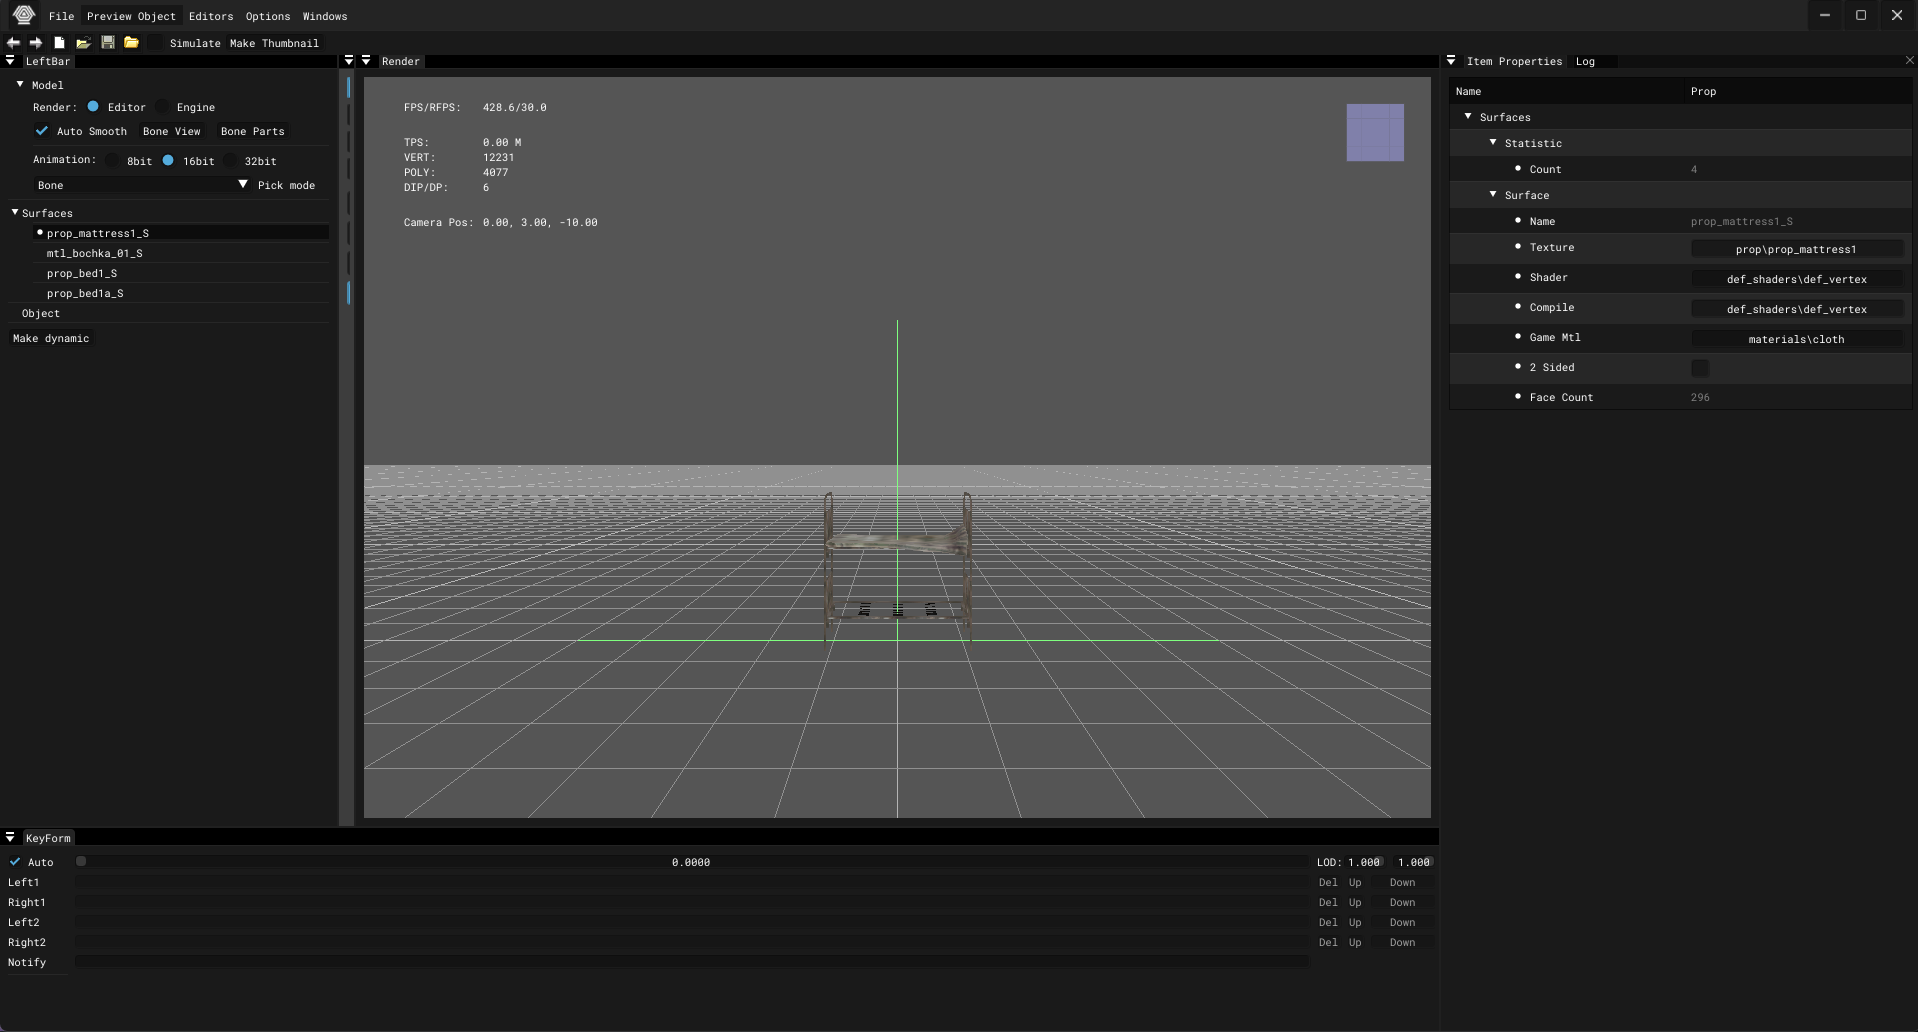 File Preview Object Editors Options Windows
Simulate Make Thumbnail
LeftBar
Model
Render: Editor Engine
Auto Smooth Bone View Bone Parts
Animation: 8bit 16bit 32bit
Bone Pick mode
Surfaces
prop_mattress1_S
mtl_bochka_01_S
prop_bed1_S
prop_bed1a_S
Object
Make dynamic
Render
FPS/RFPS: 428.6/30.0
TPS: 0.00 M
VERT: 12231
POLY: 4077
DIP/DP: 6
Camera Pos: 0.00, 3.00, -10.00
Item Properties Log
Name Prop
Surfaces
Statistic
Count 4
Surface
Name prop_mattress1_S
Texture prop\prop_mattress1
Shader def_shaders\def_vertex
Compile def_shaders\def_vertex
Game Mtl materials\cloth
2 Sided
Face Count 296
KeyForm
Auto 0.0000 LOD: 1.000 1.000
Left1 Del Up Down
Right1 Del Up Down
Left2 Del Up Down
Right2 Del Up Down
Notify